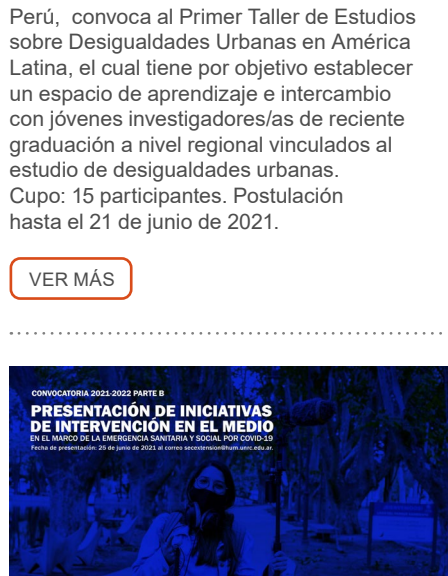 Perú,  convoca al Primer Taller de Estudios
sobre Desigualdades Urbanas en América
Latina, el cual tiene por objetivo establecer
un espacio de aprendizaje e intercambio
con jóvenes investigadores/as de reciente
graduación a nivel regional vinculados al
estudio de desigualdades urbanas.
Cupo: 15 participantes. Postulación
hasta el 21 de junio de 2021.
VER MÁS
CONVOCATORIA 2021-2022 PARTE B
PRESENTACIÓN DE INICIATIVAS
DE INTERVENCIÓN EN EL MEDIO
EN EL MARCO DE LA EMERGENCIA SANITARIA Y SOCIAL POR COVID-19
Fecha de presentación: 25 de junio de 2021 al correo secextension@hum.unrc.edu.ar.